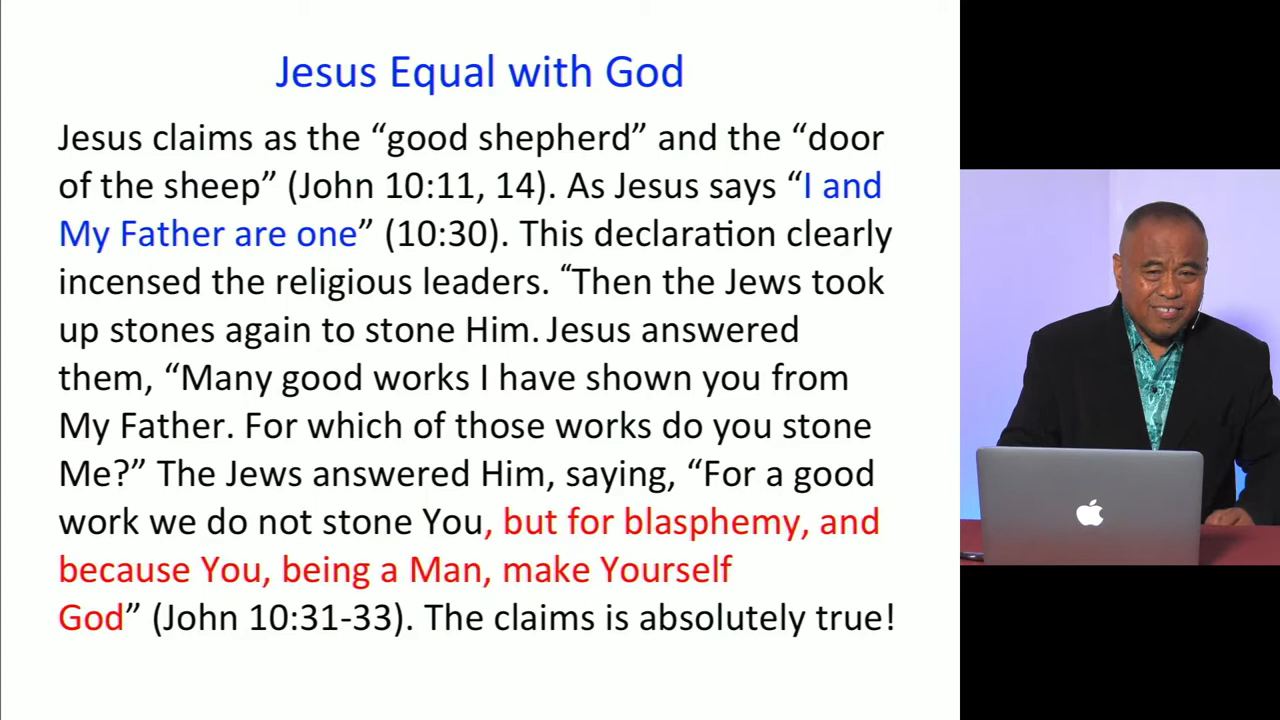 Jesus Equal with God
Jesus claims as the “good shepherd” and the “door
of the sheep” (John 10:11, 14). As Jesus says “I and
My Father are one” (10:30). This declaration clearly
incensed the religious leaders. “Then the Jews took
up stones again to stone Him. Jesus answered
them, “Many good works I have shown you from
My Father. For which of those works do you stone
Me?” The Jews answered Him, saying, “For a good
work we do not stone You, but for blasphemy, and
because You, being a Man, make Yourself
God” (John 10:31-33). The claims is absolutely true!